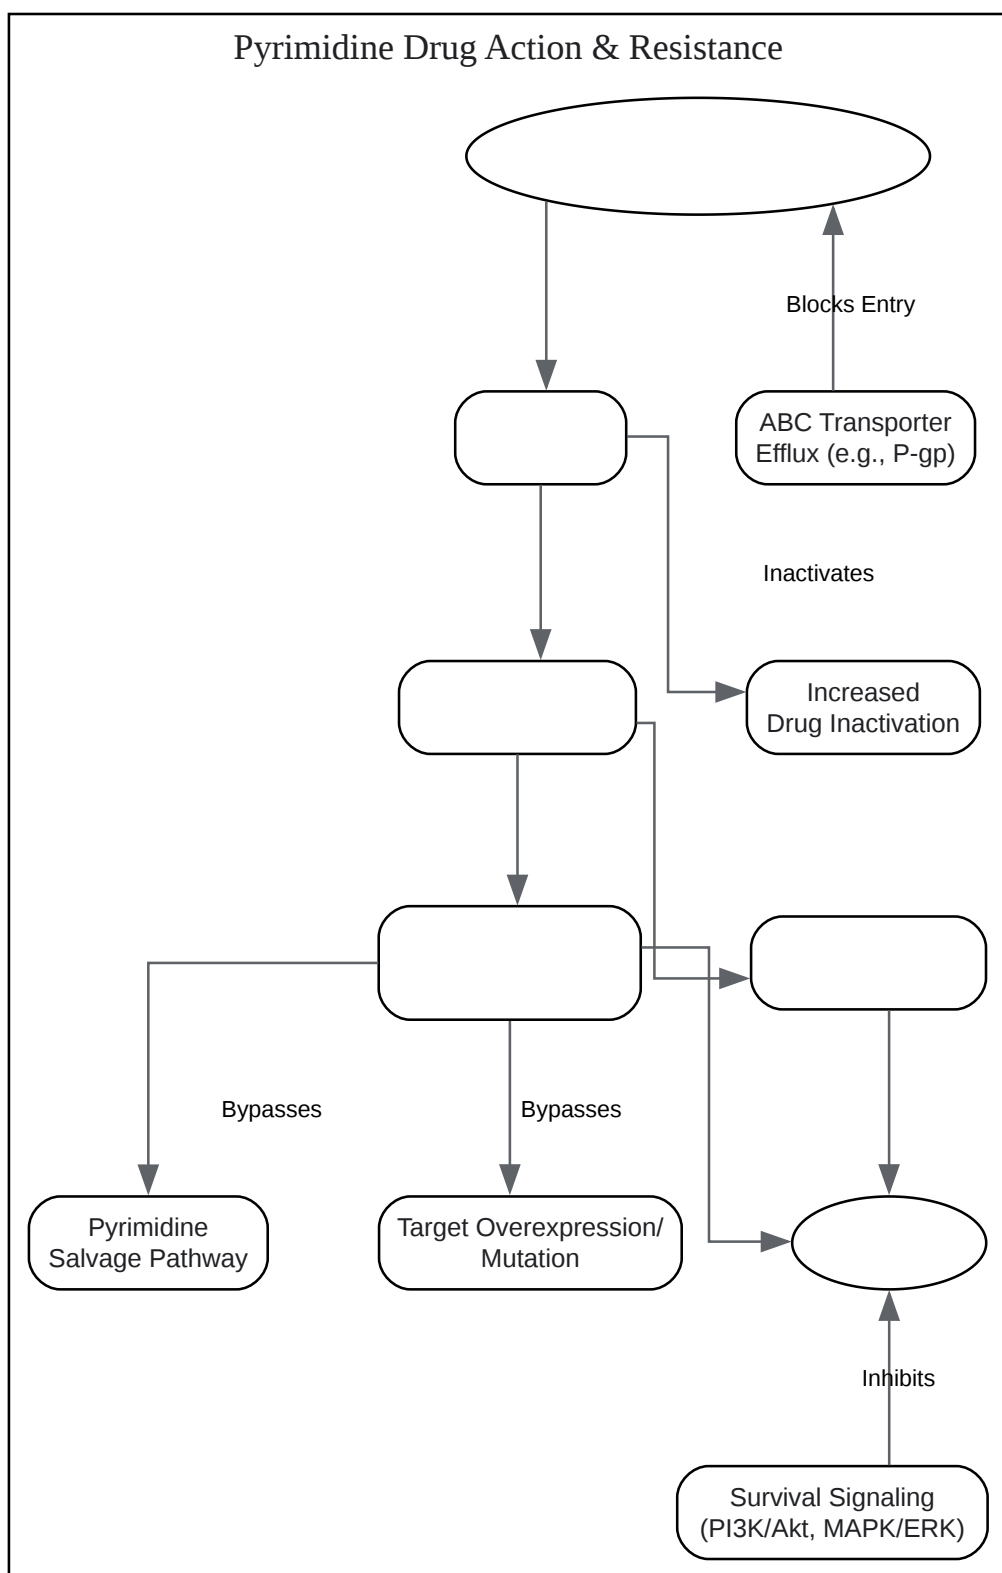 Pyrimidine Drug Action & Resistance
Blocks Entry
ABC Transporter
Efflux (e.g., P-gp)
Inactivates
Increased
Drug Inactivation
Bypasses
Bypasses
Pyrimidine
Salvage Pathway
Target Overexpression/
Mutation
Inhibits
Survival Signaling
(PI3K/Akt, MAPK/ERK)